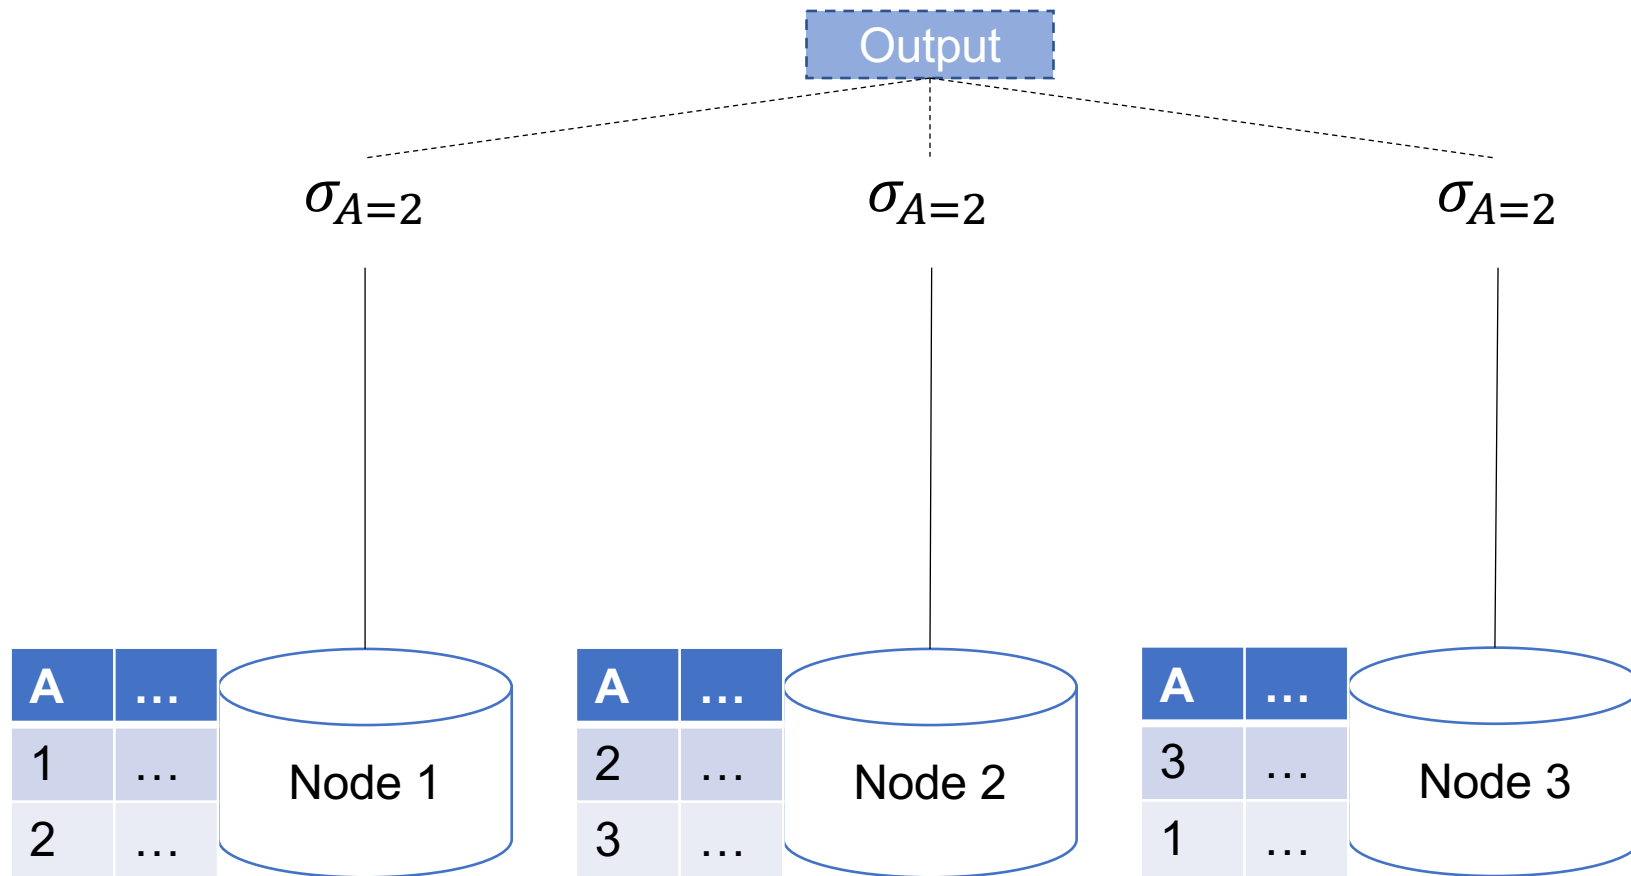 Output
σA=2 σA=2 σA=2
A … A … A …
1 … 2 … 3 …
Node 1 Node 2 Node 3
2 … 3 … 1 …